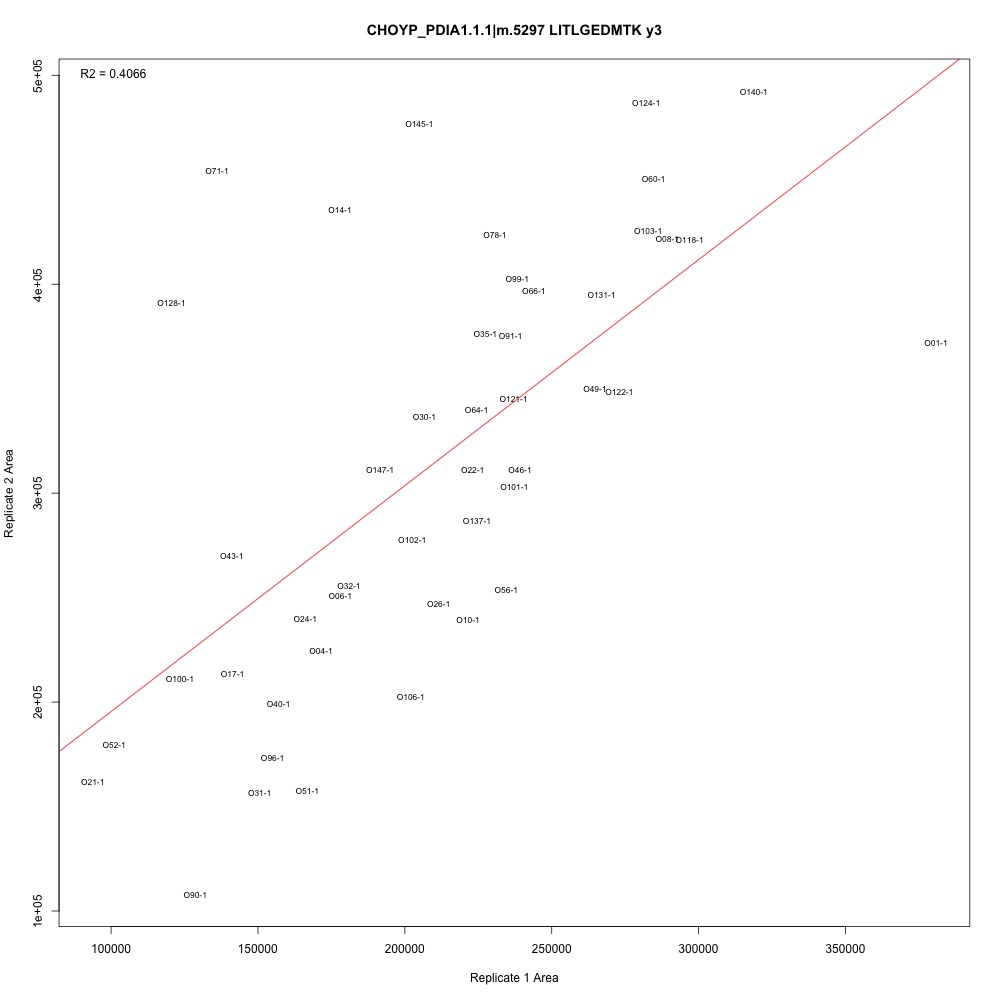 CHOYP_PDIA1.1.1|m.5297 LITLGEDMTK y3
R2 = 0.4066
5e+05
4e+05
3e+05
2e+05
1e+05
Replicate 2 Area
O140-1
O124-1
O145-1
O71-1
O60-1
O14-1
O103-1
O78-1
O08-1
O118-1
O99-1
O66-1
O131-1
O128-1
O35-1
O91-1
O01-1
O49-1
O122-1
O121-1
O64-1
O30-1
O147-1
O22-1
O46-1
O101-1
O137-1
O102-1
O43-1
O32-1
O56-1
O06-1
O26-1
O24-1
O10-1
O04-1
O17-1
O100-1
O106-1
O40-1
O52-1
O96-1
O21-1
O51-1
O31-1
O90-1
100000 150000 200000 250000 300000 350000
Replicate 1 Area